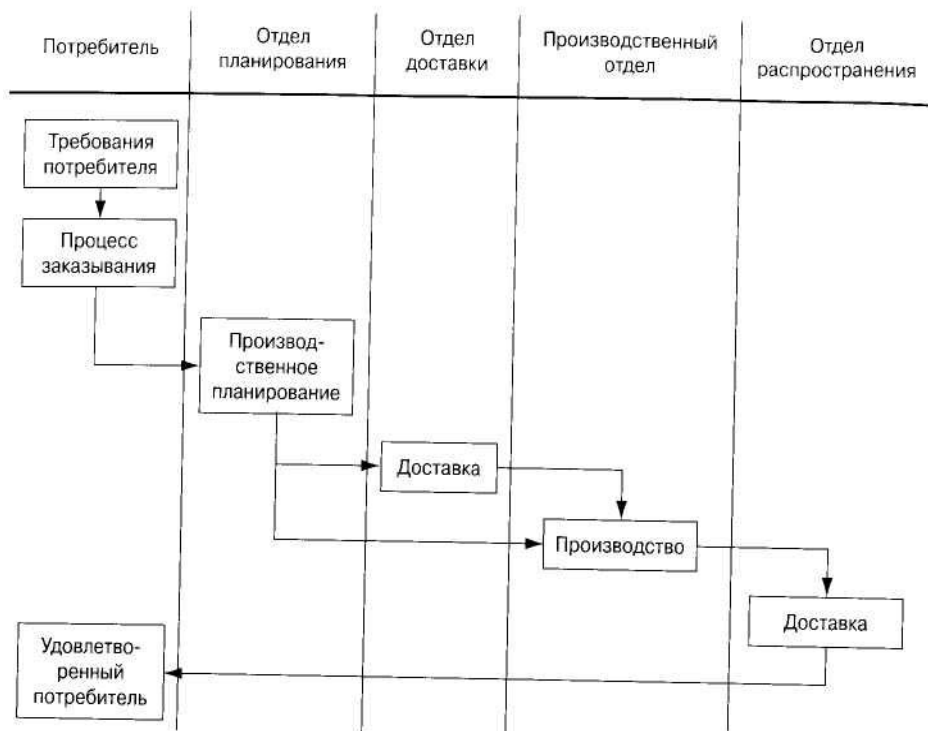 Потребитель
Отдел
планирования
Отдел
доставки
Производственный
отдел
Отдел
распространения
Требования
потребителя
Процесс
заказывания
Производ-
ственное
планирование
Доставка
Производство
Доставка
Удовлетво-
ренный
потребитель